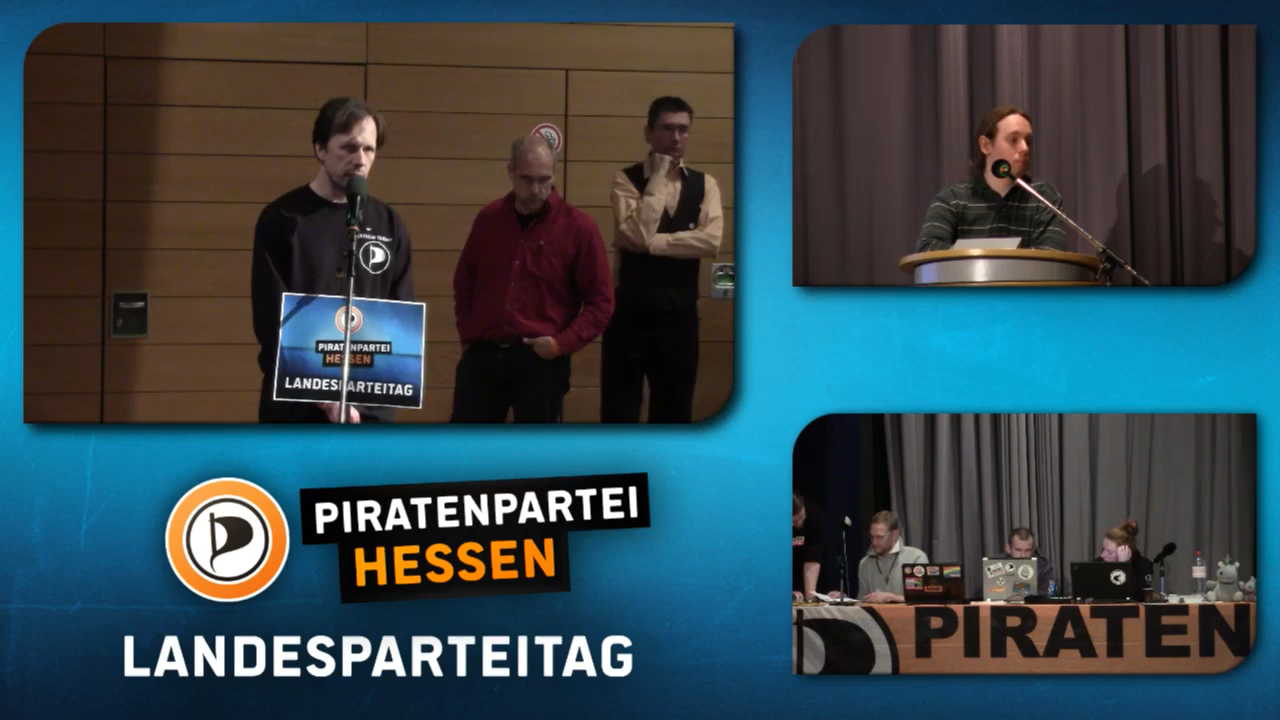 PIRATENPARTEI
HESSEN
LANDESPARTEITAG
PIRATENPARTEI
HESSEN
LANDESPARTEITAG
PIRATEN